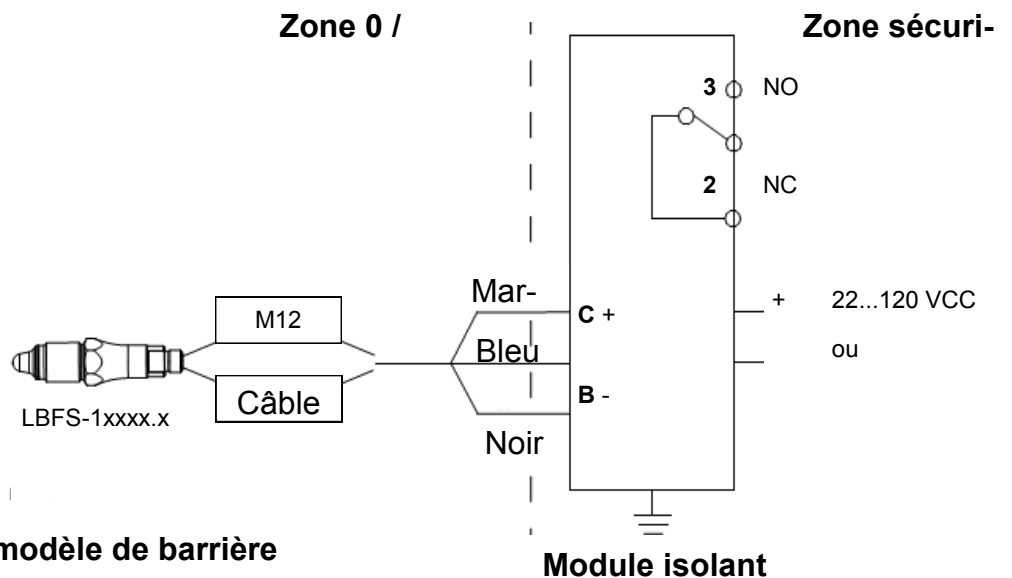 Zone 0 /
Zone sécuri-
3 NO
2 NC
Mar-
C +
+ 22...120 VCC
M12
Bleu
ou
Câble
B -
LBFS-1xxxx.x
Noir
modèle de barrière
Module isolant